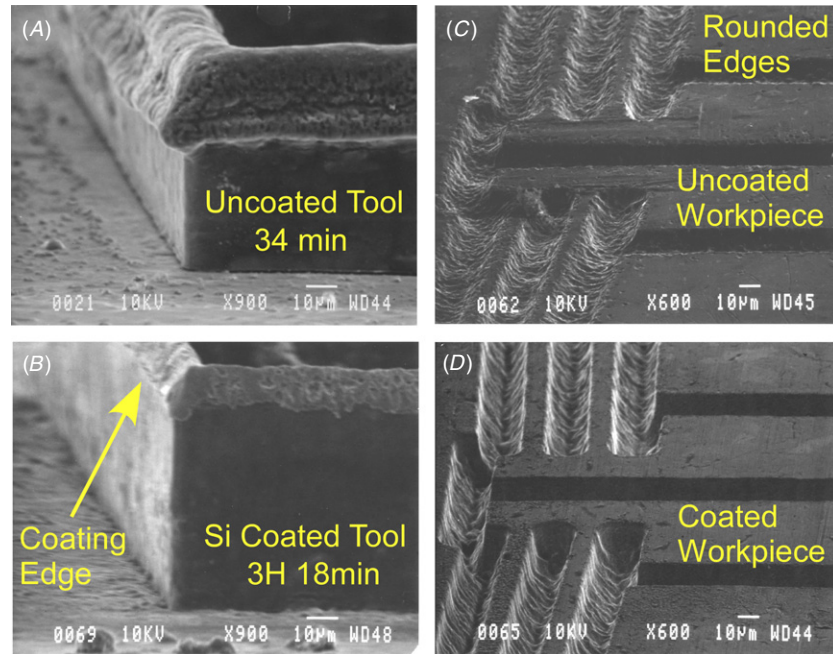 (A)
Uncoated Tool
34 min
0021 10KV X900 10µm WD44
(C)
Rounded
Edges
Uncoated
Workpiece
0062 10KV X600 10µm WD45
(B)
Coating
Edge
Si Coated Tool
3H 18min
0069 10KV X900 10µm WD48
(D)
Coated
Workpiece
0065 10KV X600 10µm WD44